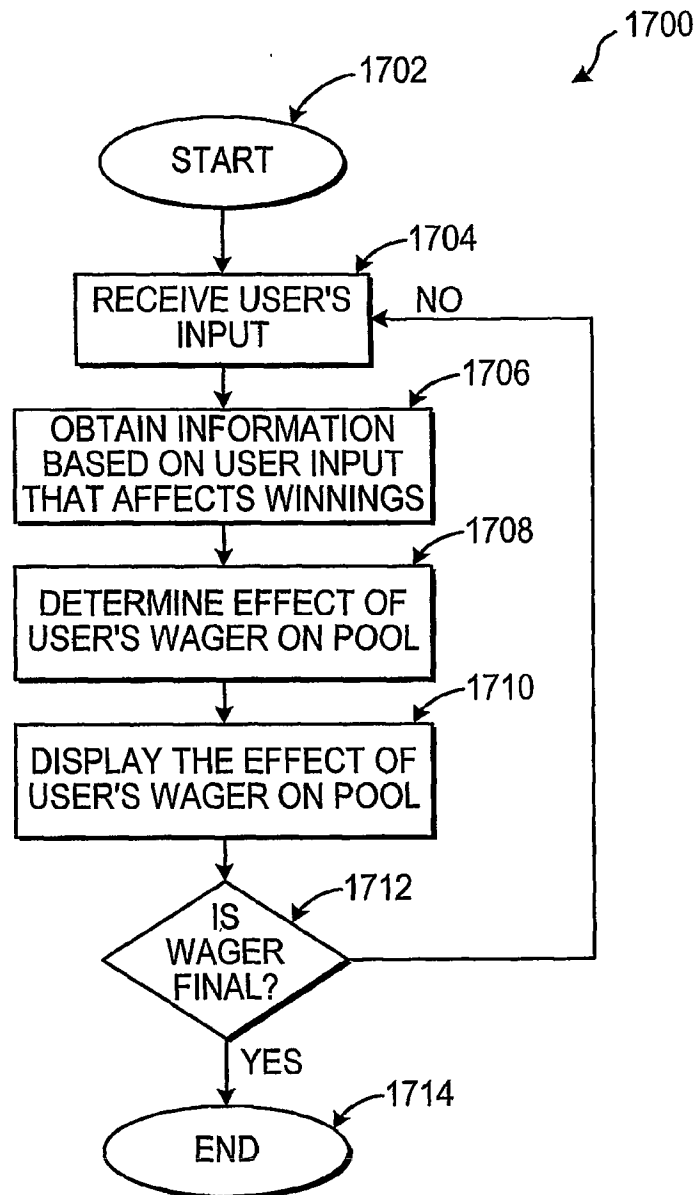 1700
1702
START
1704
RECEIVE USER'S
INPUT
NO
1706
OBTAIN INFORMATION
BASED ON USER INPUT
THAT AFFECTS WINNINGS
1708
DETERMINE EFFECT OF
USER'S WAGER ON POOL
1710
DISPLAY THE EFFECT OF
USER'S WAGER ON POOL
1712
IS
WAGER
FINAL?
YES
1714
END